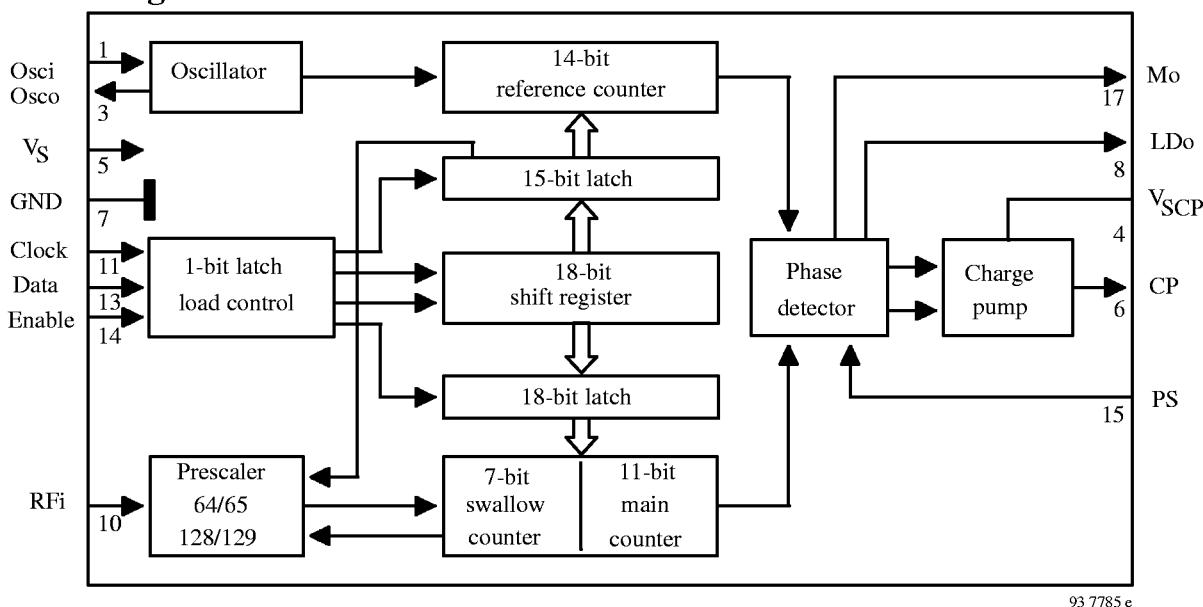 1
Osci
Osco
3
Oscillator
14-bit
reference counter
Mo
17
VS
5
15-bit latch
LDo
8
GND
7
VSCP
4
Clock
11
Data
13
Enable
14
1-bit latch
load control
18-bit
shift register
Phase
detector
Charge
pump
CP
6
18-bit latch
PS
15
RFi
10
Prescaler
64/65
128/129
7-bit
swallow
counter
11-bit
main
counter
93 7785 e